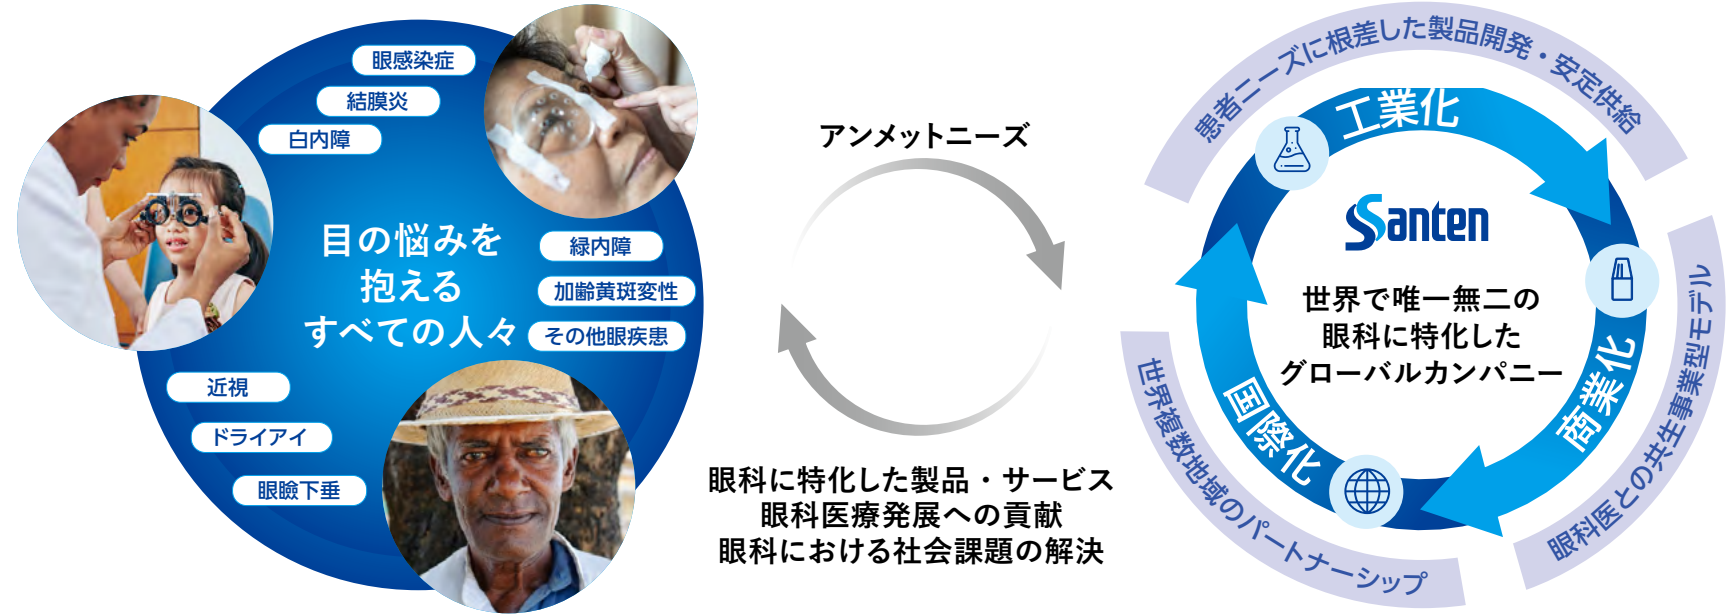 眼感染症
結膜炎
白内障
目の悩みを
抱える
すべての人々
緑内障
加齢黄斑変性
その他眼疾患
近視
ドライアイ
眼瞼下垂
アンメットニーズ
眼科に特化した製品・サービス
眼科医療発展への貢献
眼科における社会課題の解決
患者ニーズに根差した製品開発・安定供給
工業化
Santen
世界で唯一無二の
眼科に特化した
グローバルカンパニー
商業化
眼科医との共生事業型モデル
国際化
世界複数地域のパートナーシップ